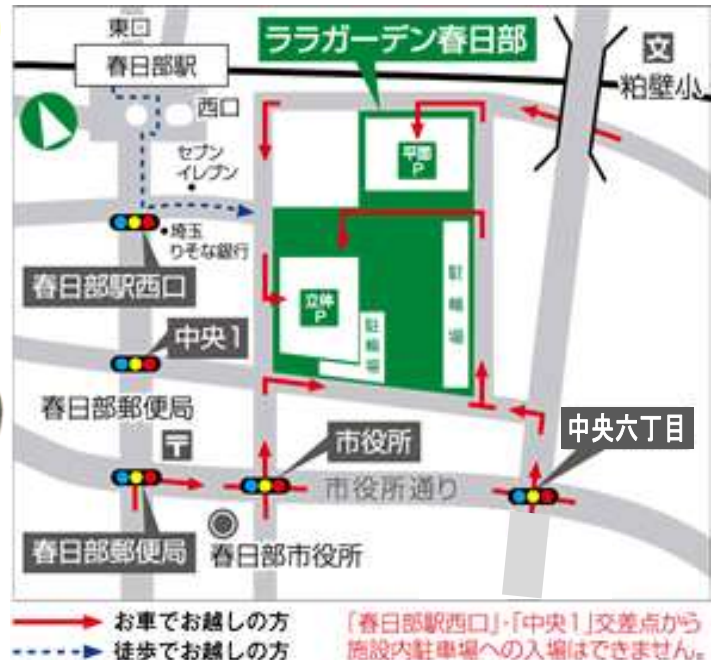 東口
春日部駅
西口
ララガーデン春日部
文
粕壁小
セブン
イレブン
平面
P
埼玉
りそな銀行
春日部駅西口
立体
P
駐輪場
駐輪場
中央1
春日部郵便局
〒
市役所
中央六丁目
市役所通り
春日部郵便局
春日部市役所
お車でお越しの方
徒歩でお越しの方
「春日部駅西口」・「中央1」交差点から
施設内駐車場への入場はできません。